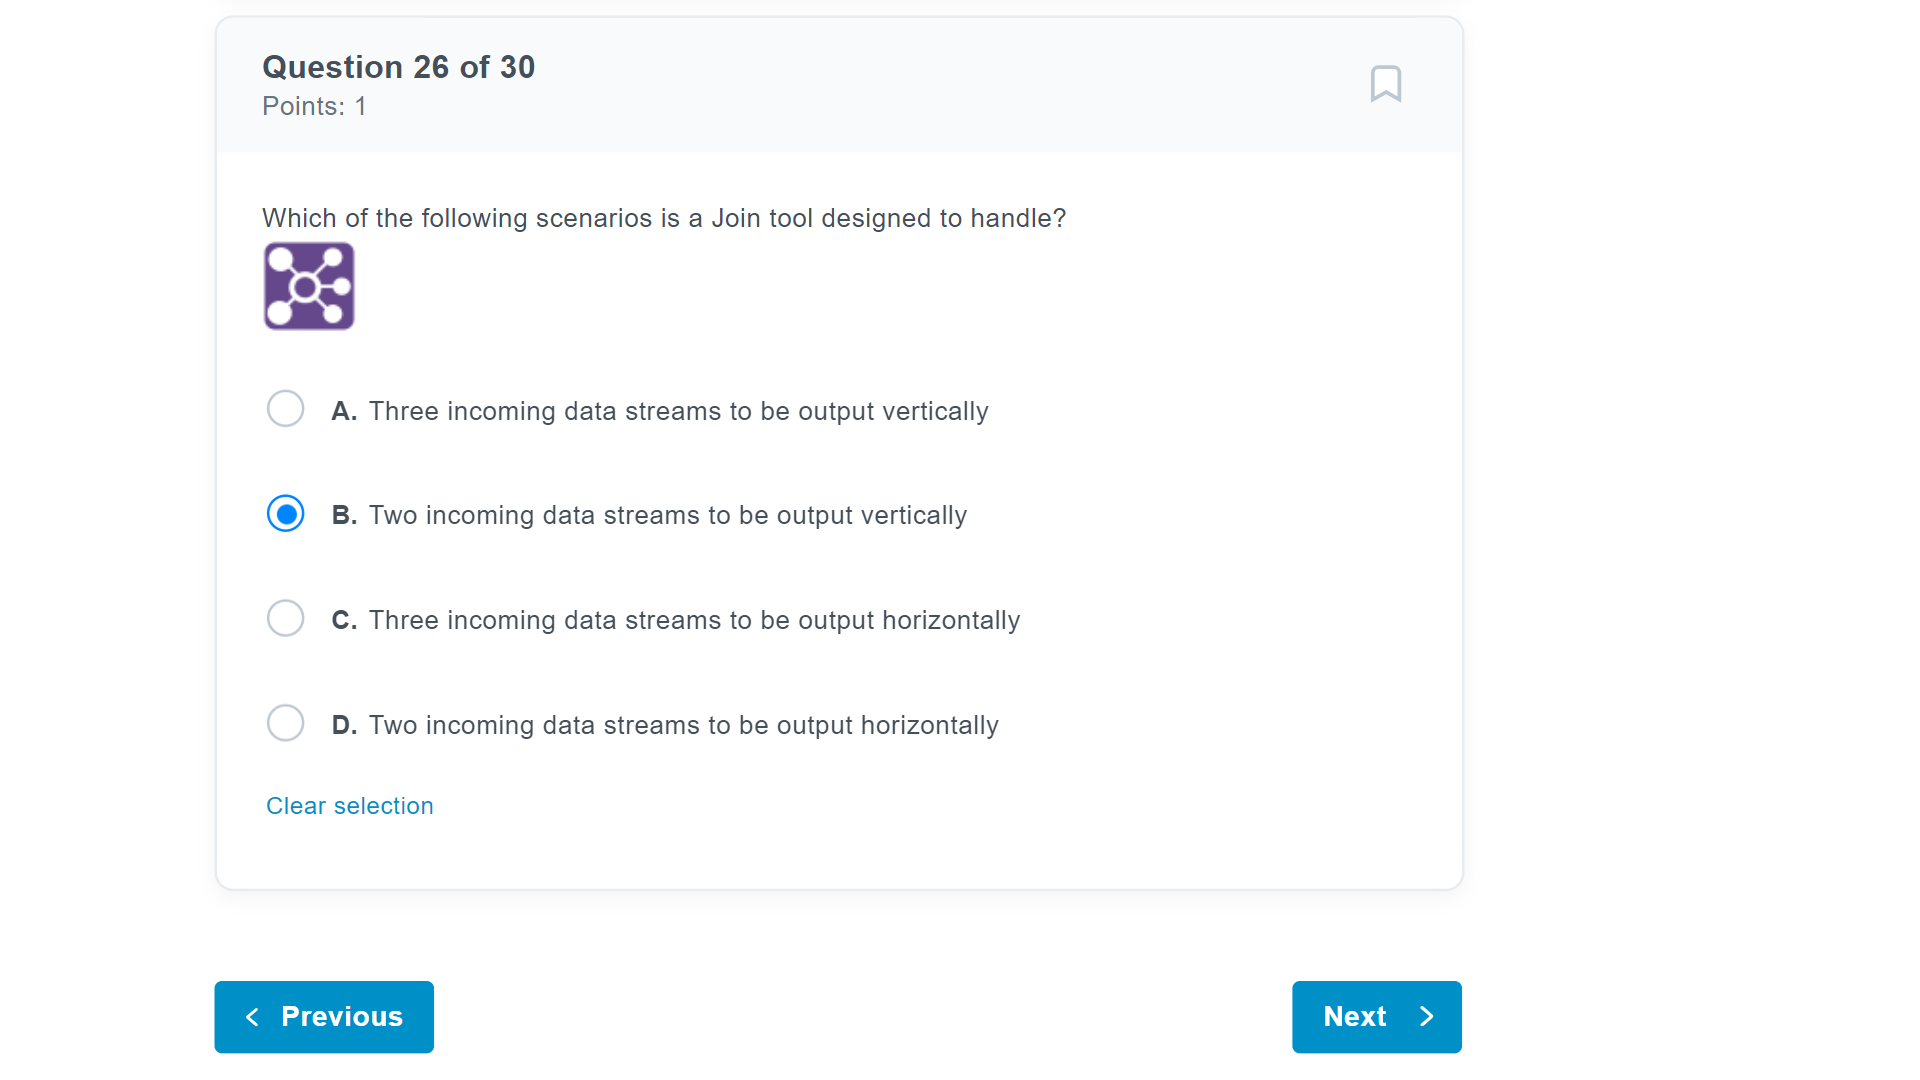 Question 26 of 30
Points: 1
Which of the following scenarios is a Join tool designed to handle?
A. Three incoming data streams to be output vertically
B. Two incoming data streams to be output vertically
C. Three incoming data streams to be output horizontally
D. Two incoming data streams to be output horizontally
Clear selection
Previous
Next